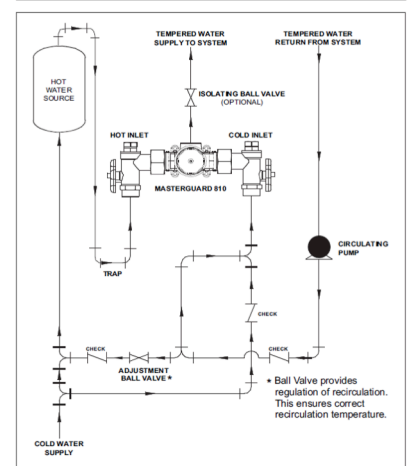 TEMPERED WATER
SUPPLY TO SYSTEM
TEMPERED WATER
RETURN FROM SYSTEM
HOT
WATER
SOURCE
ISOLATING BALL VALVE
(OPTIONAL)
HOT INLET
COLD INLET
MASTERGUARD 810
CIRCULATING
PUMP
TRAP
CHECK
CHECK
CHECK
ADJUSTMENT
BALL VALVE *
* Ball Valve provides
regulation of recirculation.
This ensures correct
recirculation temperature.
COLD WATER
SUPPLY